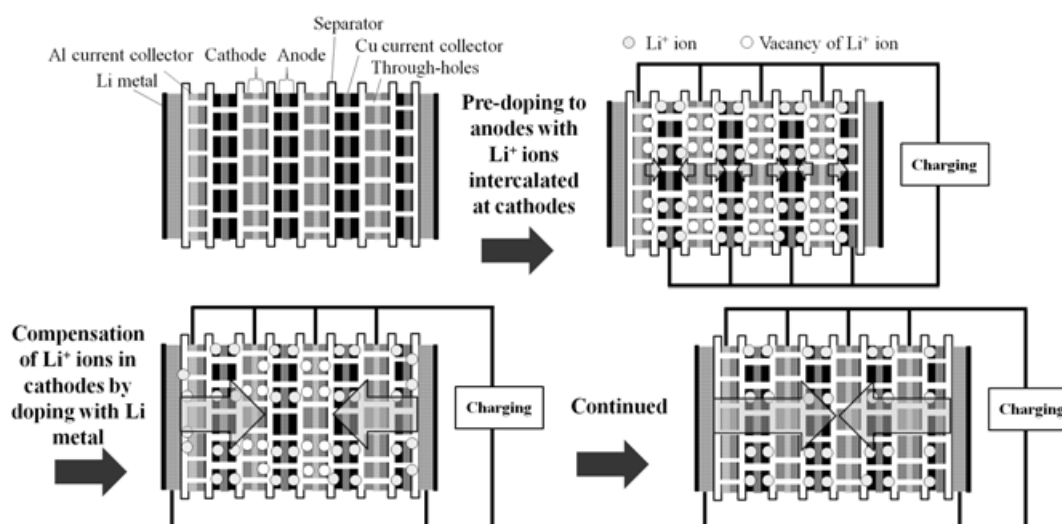 Separator
Al current collector
Cathode
Anode
Cu current collector
Through-holes
Li metal
Li⁺ ion
Vacancy of Li⁺ ion
Pre-doping to
anodes with
Li⁺ ions
intercalated
at cathodes
Charging
Compensation
of Li⁺ ions in
cathodes by
doping with Li
metal
Charging
Continued
Charging